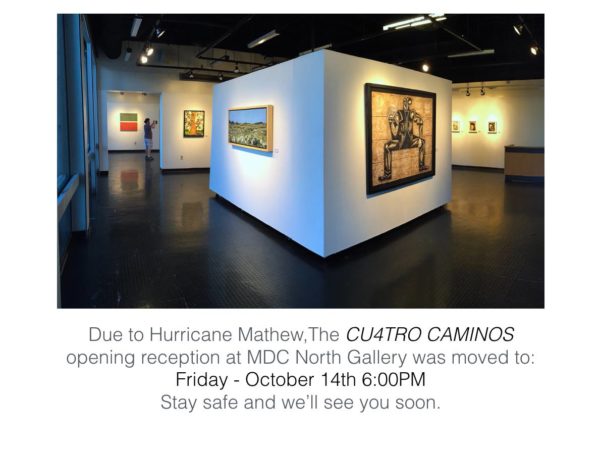 Due to Hurricane Mathew,The CU4TRO CAMINOS
opening reception at MDC North Gallery was moved to:
Friday - October 14th 6:00PM
Stay safe and we'll see you soon.